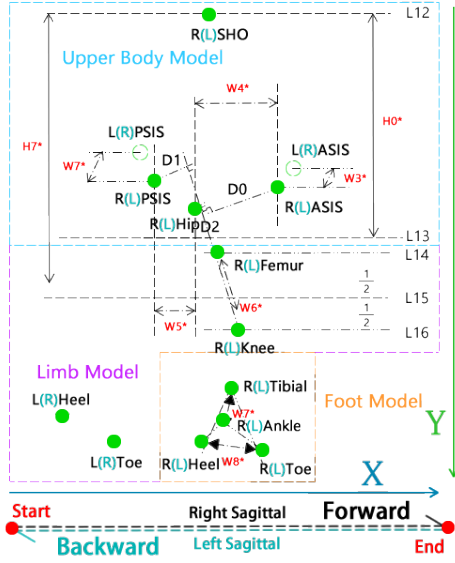 R(L)SHO
L12
Upper Body Model
W4*
H7*
H0*
L(R)PSIS
L(R)ASIS
D1
W7*
D0
W3*
R(L)PSIS
R(L)ASIS
R(L)Hip
D2
L13
L14
R(L)Femur
1
2
L15
W6*
1
2
W5*
L16
R(L)Knee
Limb Model
R(L)Tibial
L(R)Heel
Foot Model
W7*
R(L)Ankle
Y
L(R)Toe
R(L)Heel
W8*
R(L)Toe
X
Start
Right Sagittal
Forward
Backward
Left Sagittal
End